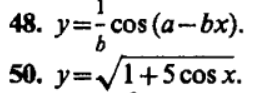 48. y=1/b cos (a−bx).
50. y=√1+5 cos x.